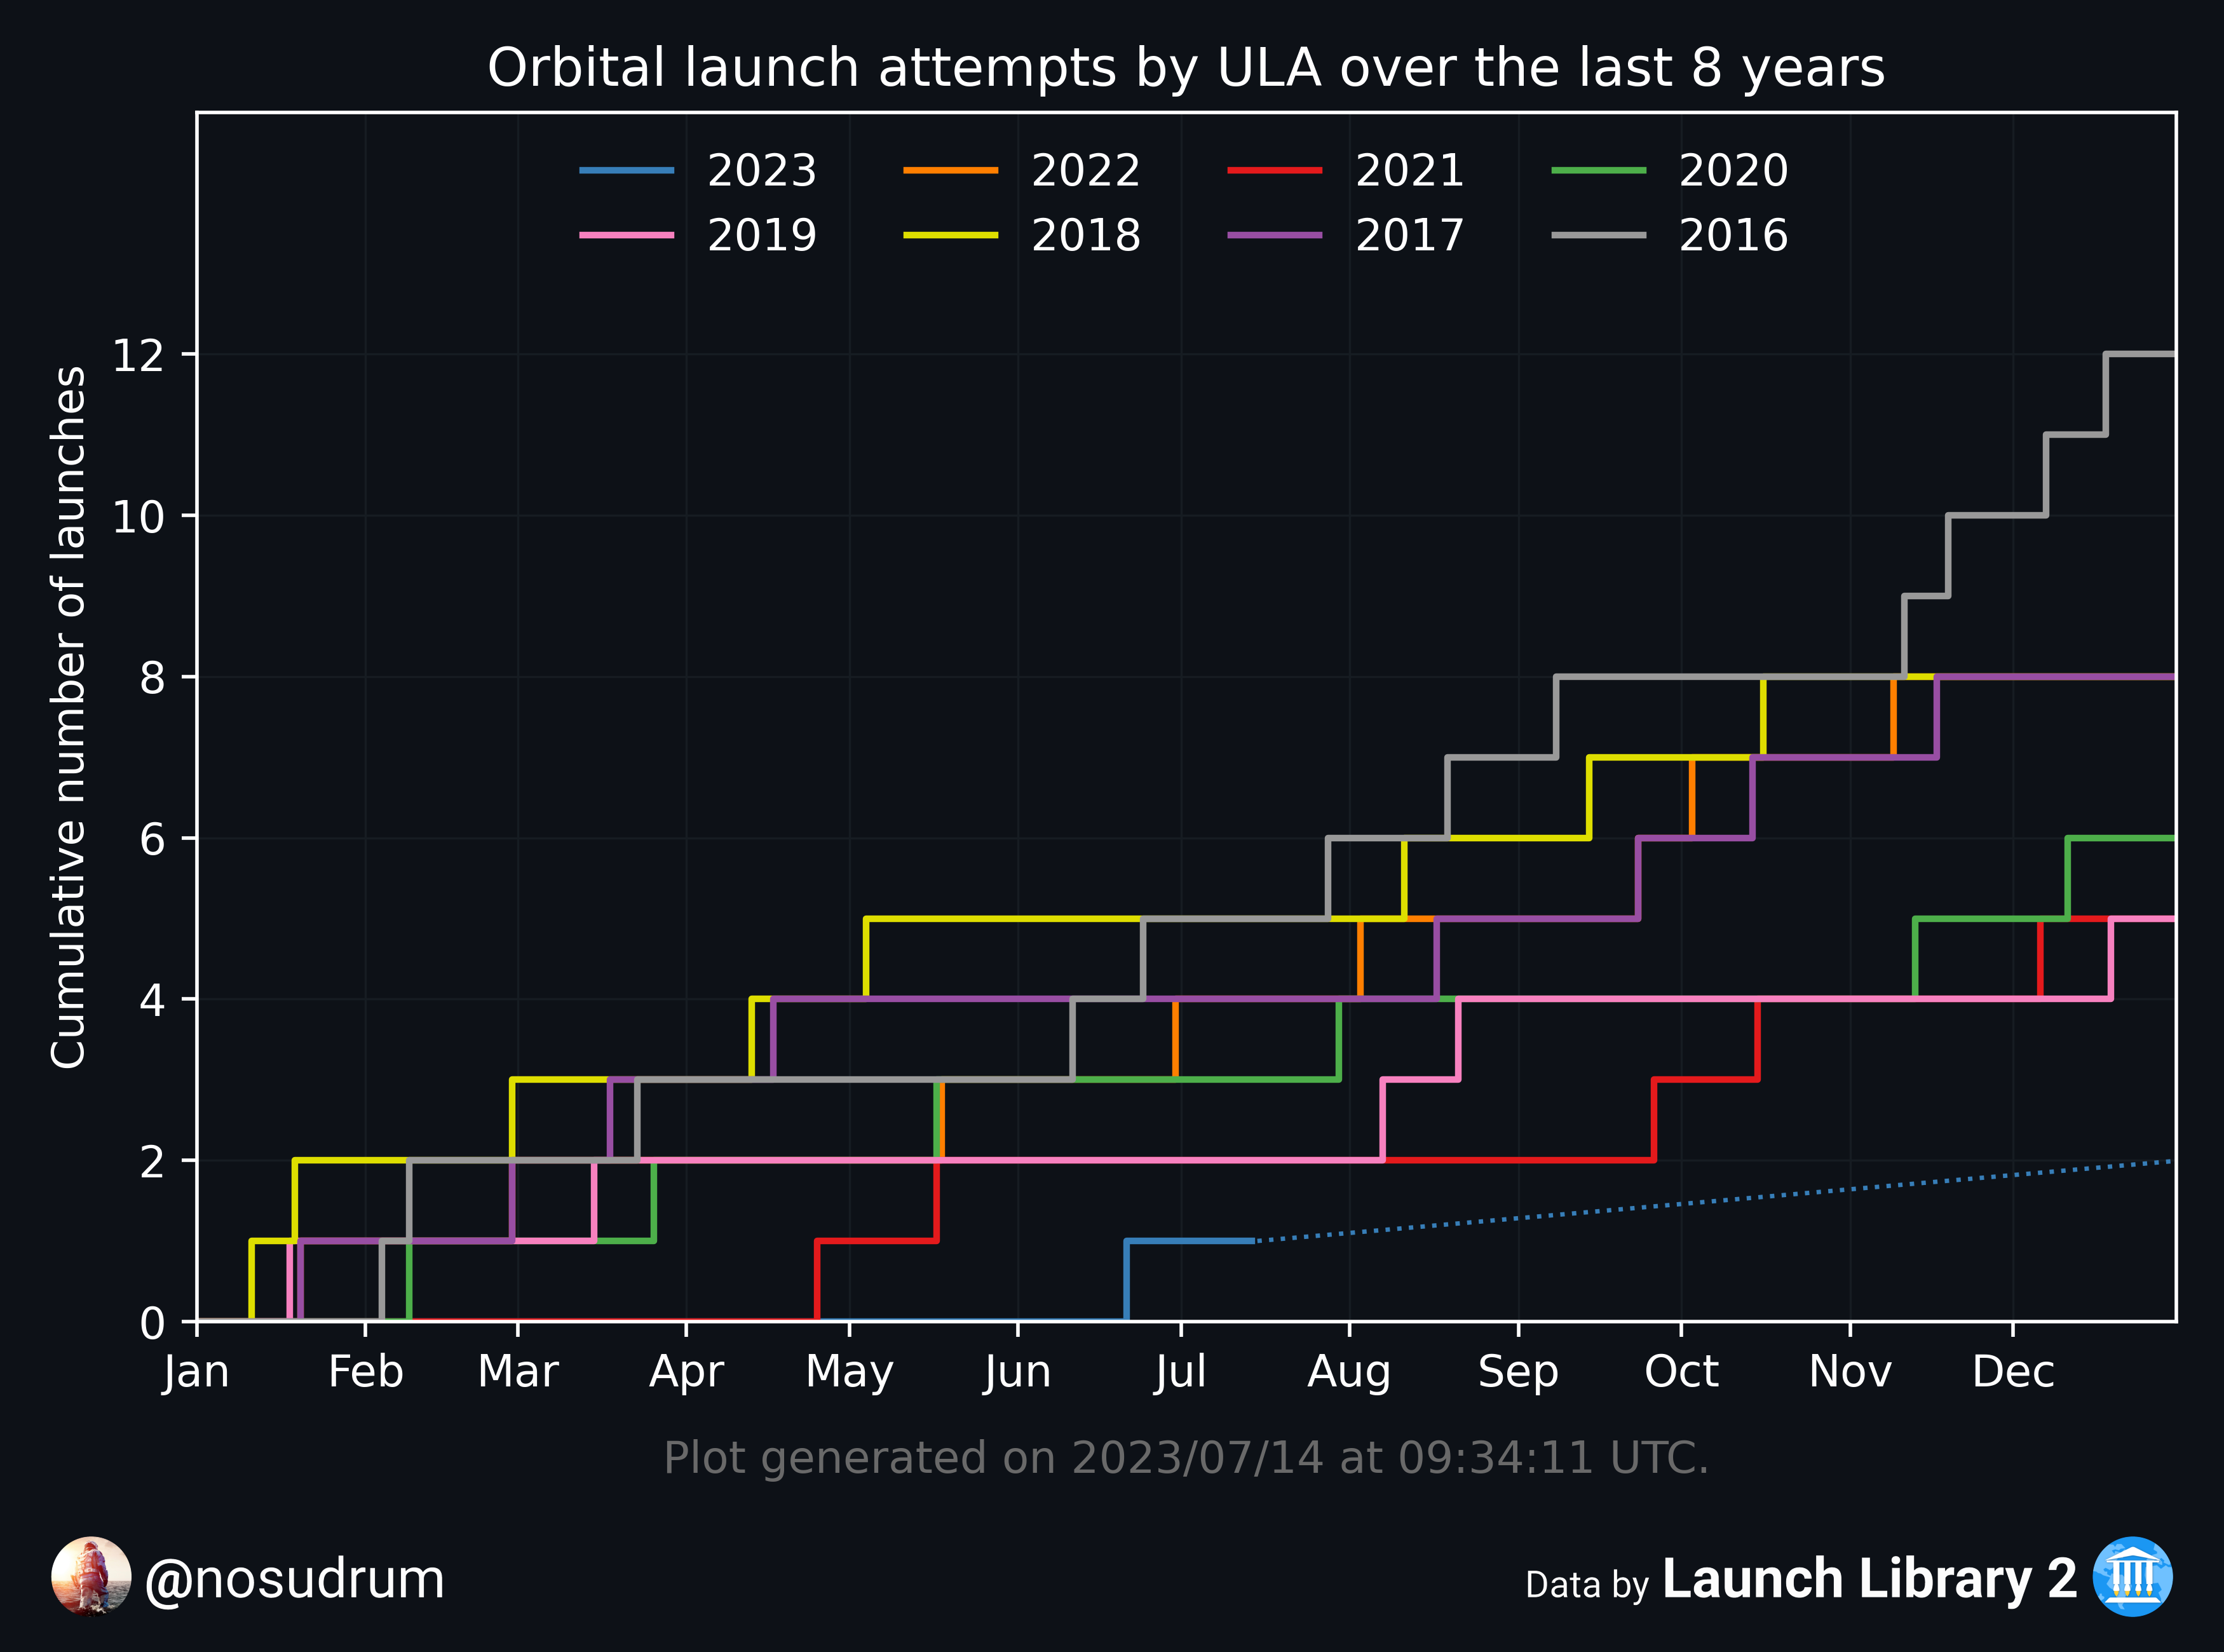 Orbital launch attempts by ULA over the last 8 years
2023 2022 2021 2020
2019 2018 2017 2016
Cumulative number of launches
12
10
8
6
4
2
0
Jan Feb Mar Apr May Jun Jul Aug Sep Oct Nov Dec
Plot generated on 2023/07/14 at 09:34:11 UTC.
@nosudrum
Data by Launch Library 2